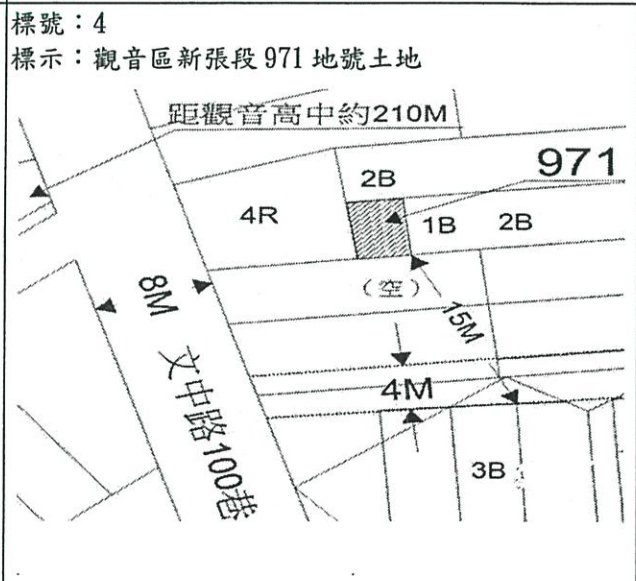 標號：4
標示：觀音區新張段971地號土地
距觀音高中約210M
971
2B
4R
1B
2B
（空）
8M
15M
4M
文中路100巷
3B